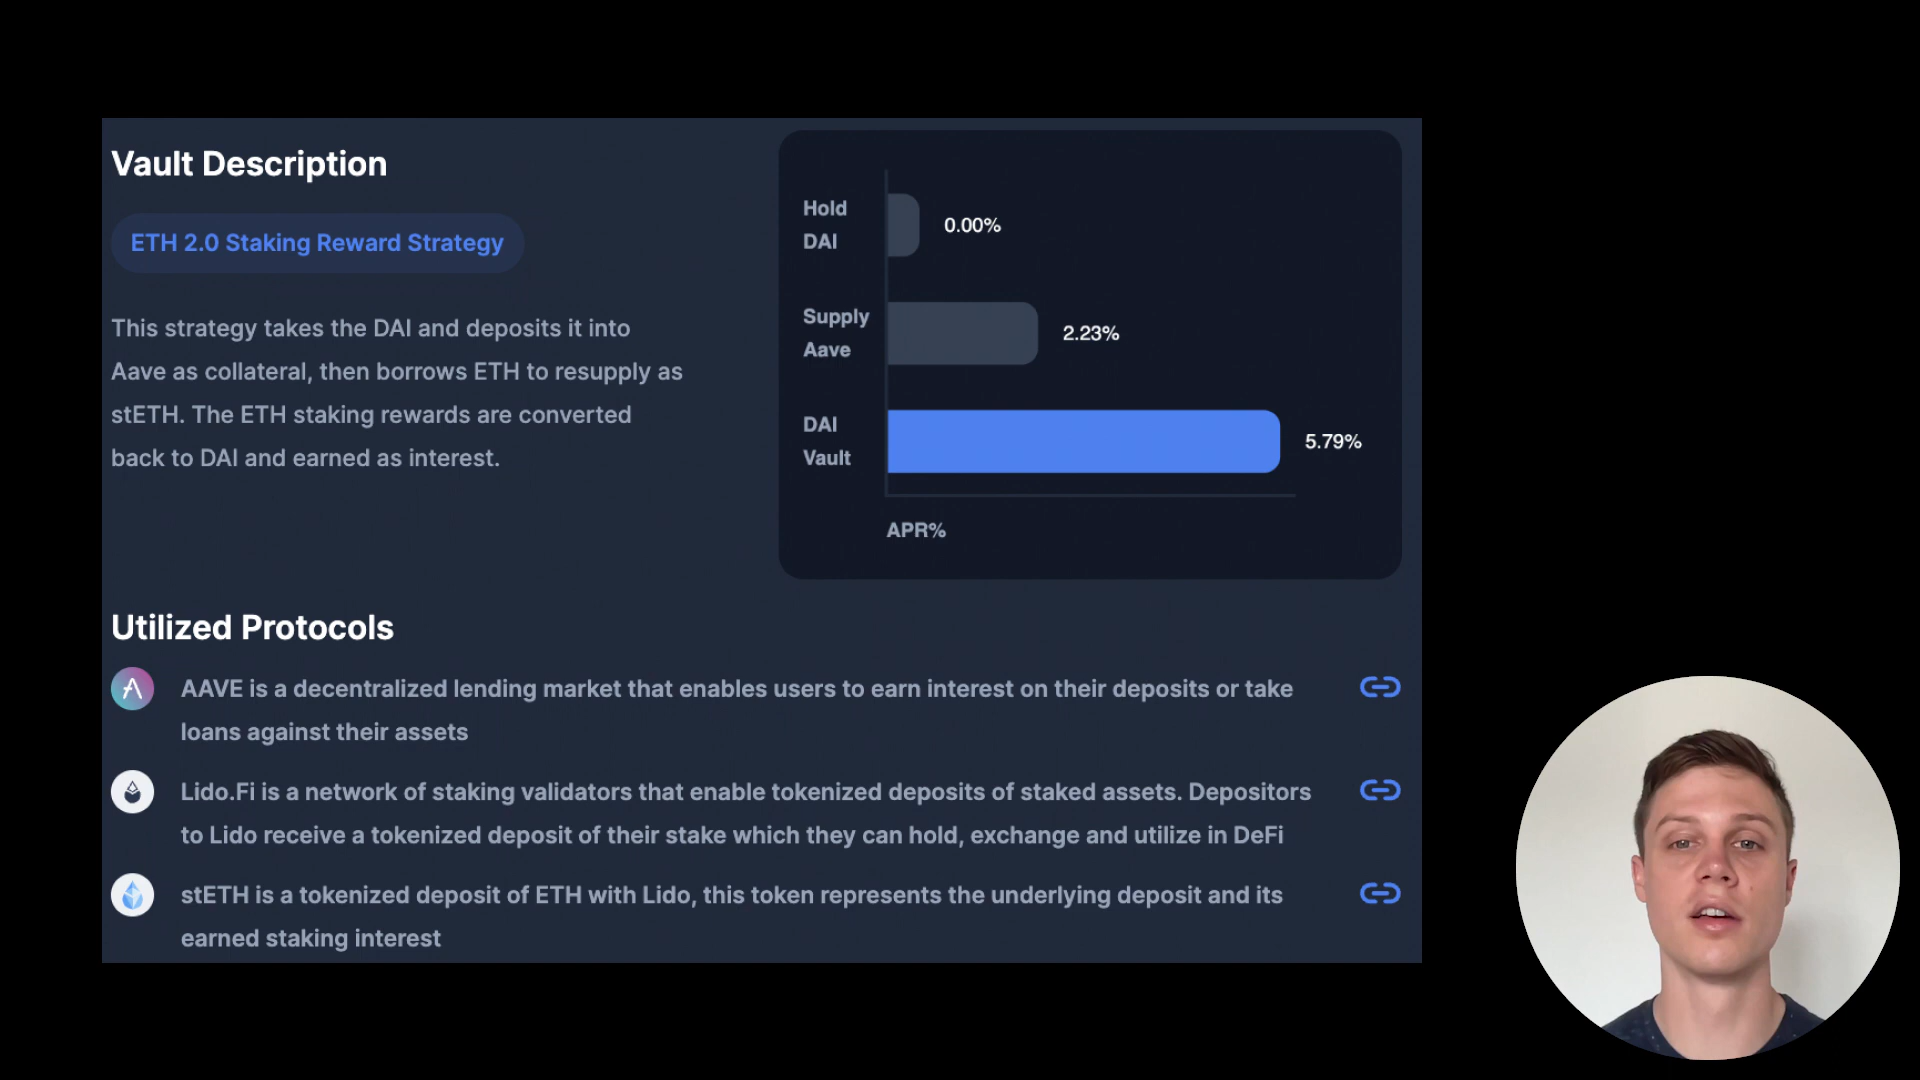 Vault Description
ETH 2.0 Staking Reward Strategy
This strategy takes the DAI and deposits it into
Aave as collateral, then borrows ETH to resupply as
stETH. The ETH staking rewards are converted
back to DAI and earned as interest.
Hold
DAI
0.00%
Supply
Aave
2.23%
DAI
Vault
5.79%
APR%
Utilized Protocols
AAVE is a decentralized lending market that enables users to earn interest on their deposits or take
loans against their assets
Lido.Fi is a network of staking validators that enable tokenized deposits of staked assets. Depositors
to Lido receive a tokenized deposit of their stake which they can hold, exchange and utilize in DeFi
stETH is a tokenized deposit of ETH with Lido, this token represents the underlying deposit and its
earned staking interest